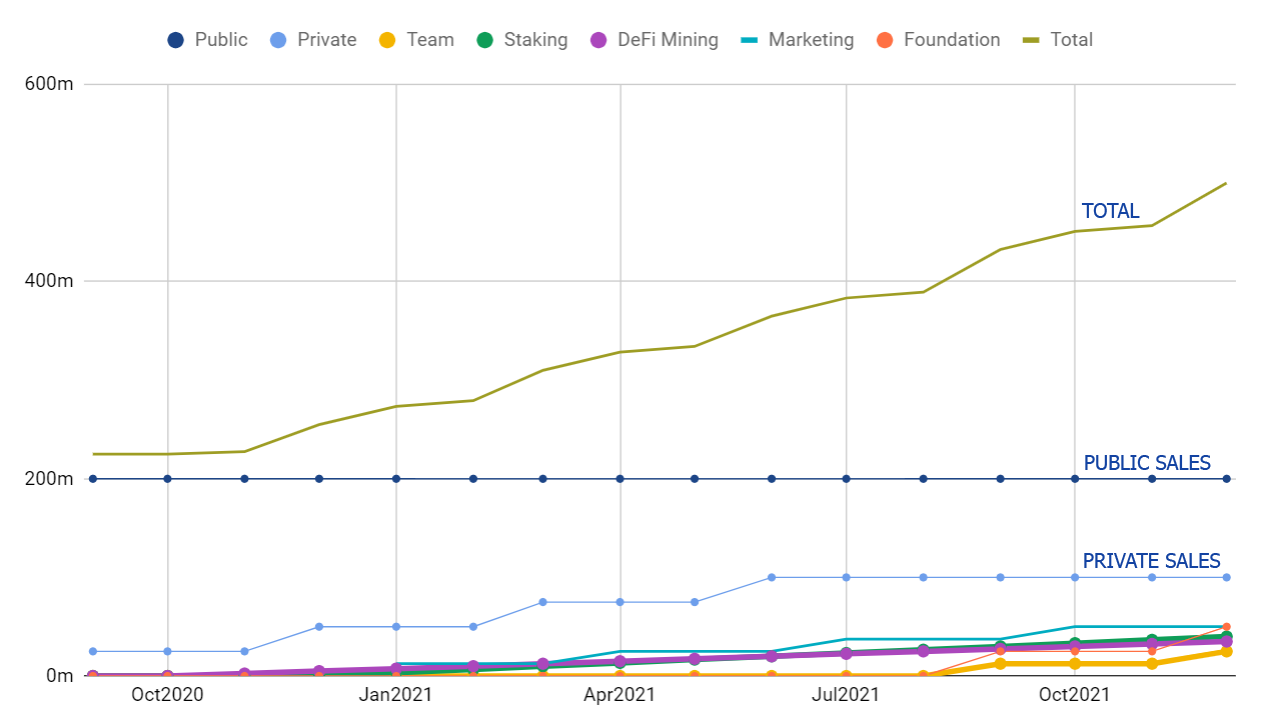 Public Private Team Staking DeFi Mining Marketing Foundation Total
600m
TOTAL
400m
PUBLIC SALES
200m
PRIVATE SALES
0m
Oct2020 Jan2021 Apr2021 Jul2021 Oct2021